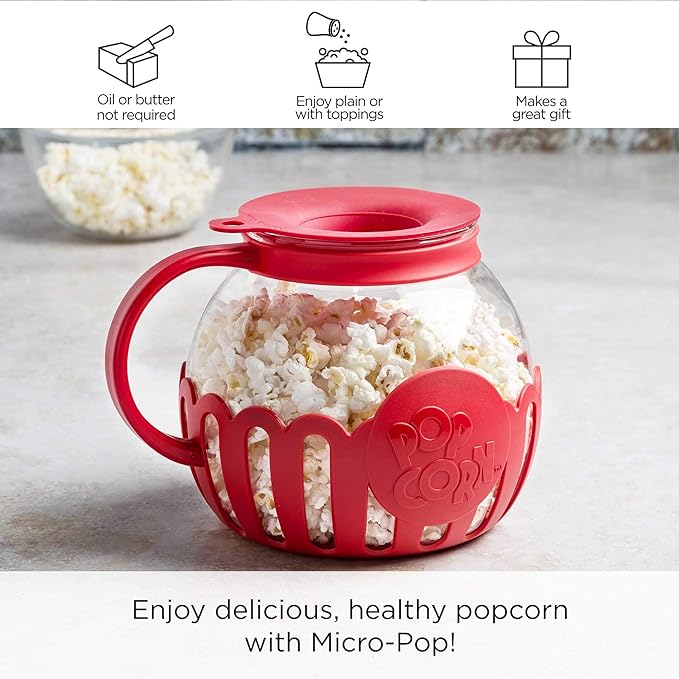 Oil or butter
not required
Enjoy plain or
with toppings
Makes a
great gift
POP
CORN™
Enjoy delicious, healthy popcorn
with Micro-Pop!